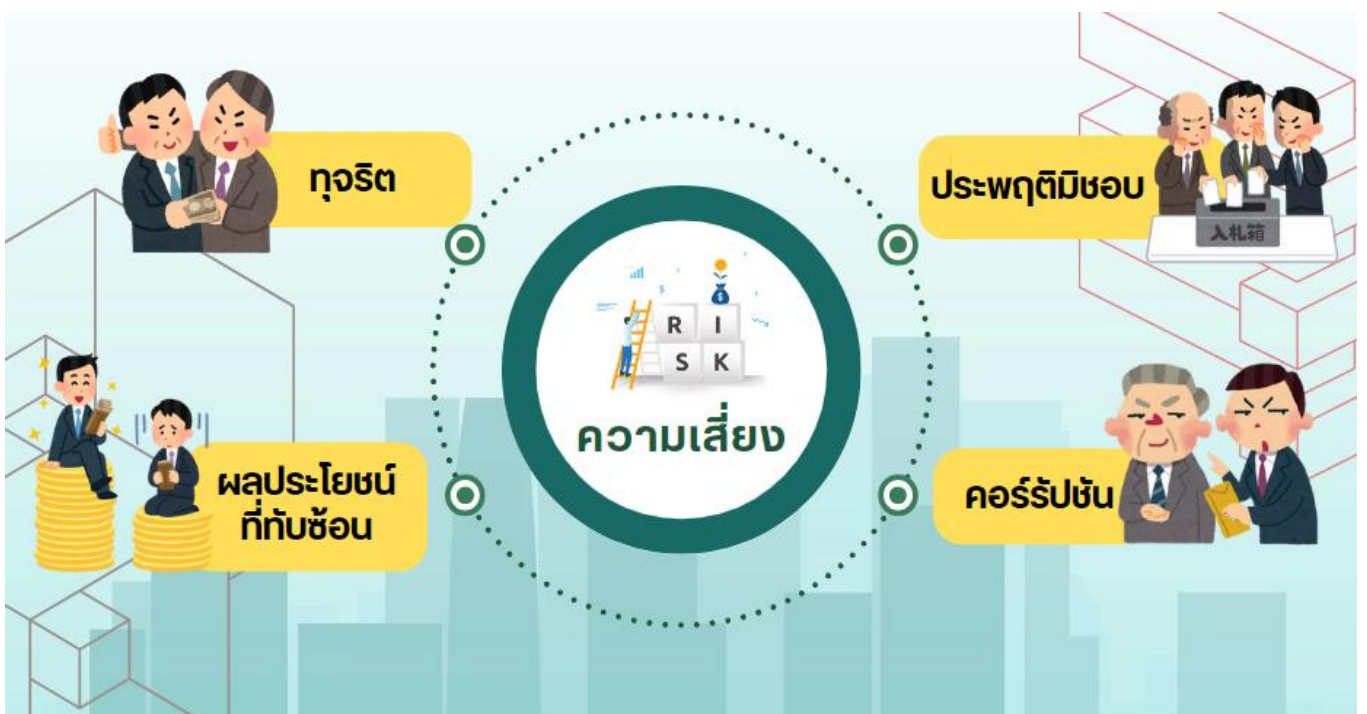 ทุจริต
ประพฤติมิชอบ
入札箱
R I
S K
ความเสี่ยง
ผลประโยชน์
ที่ทับซ้อน
คอร์รัปชัน